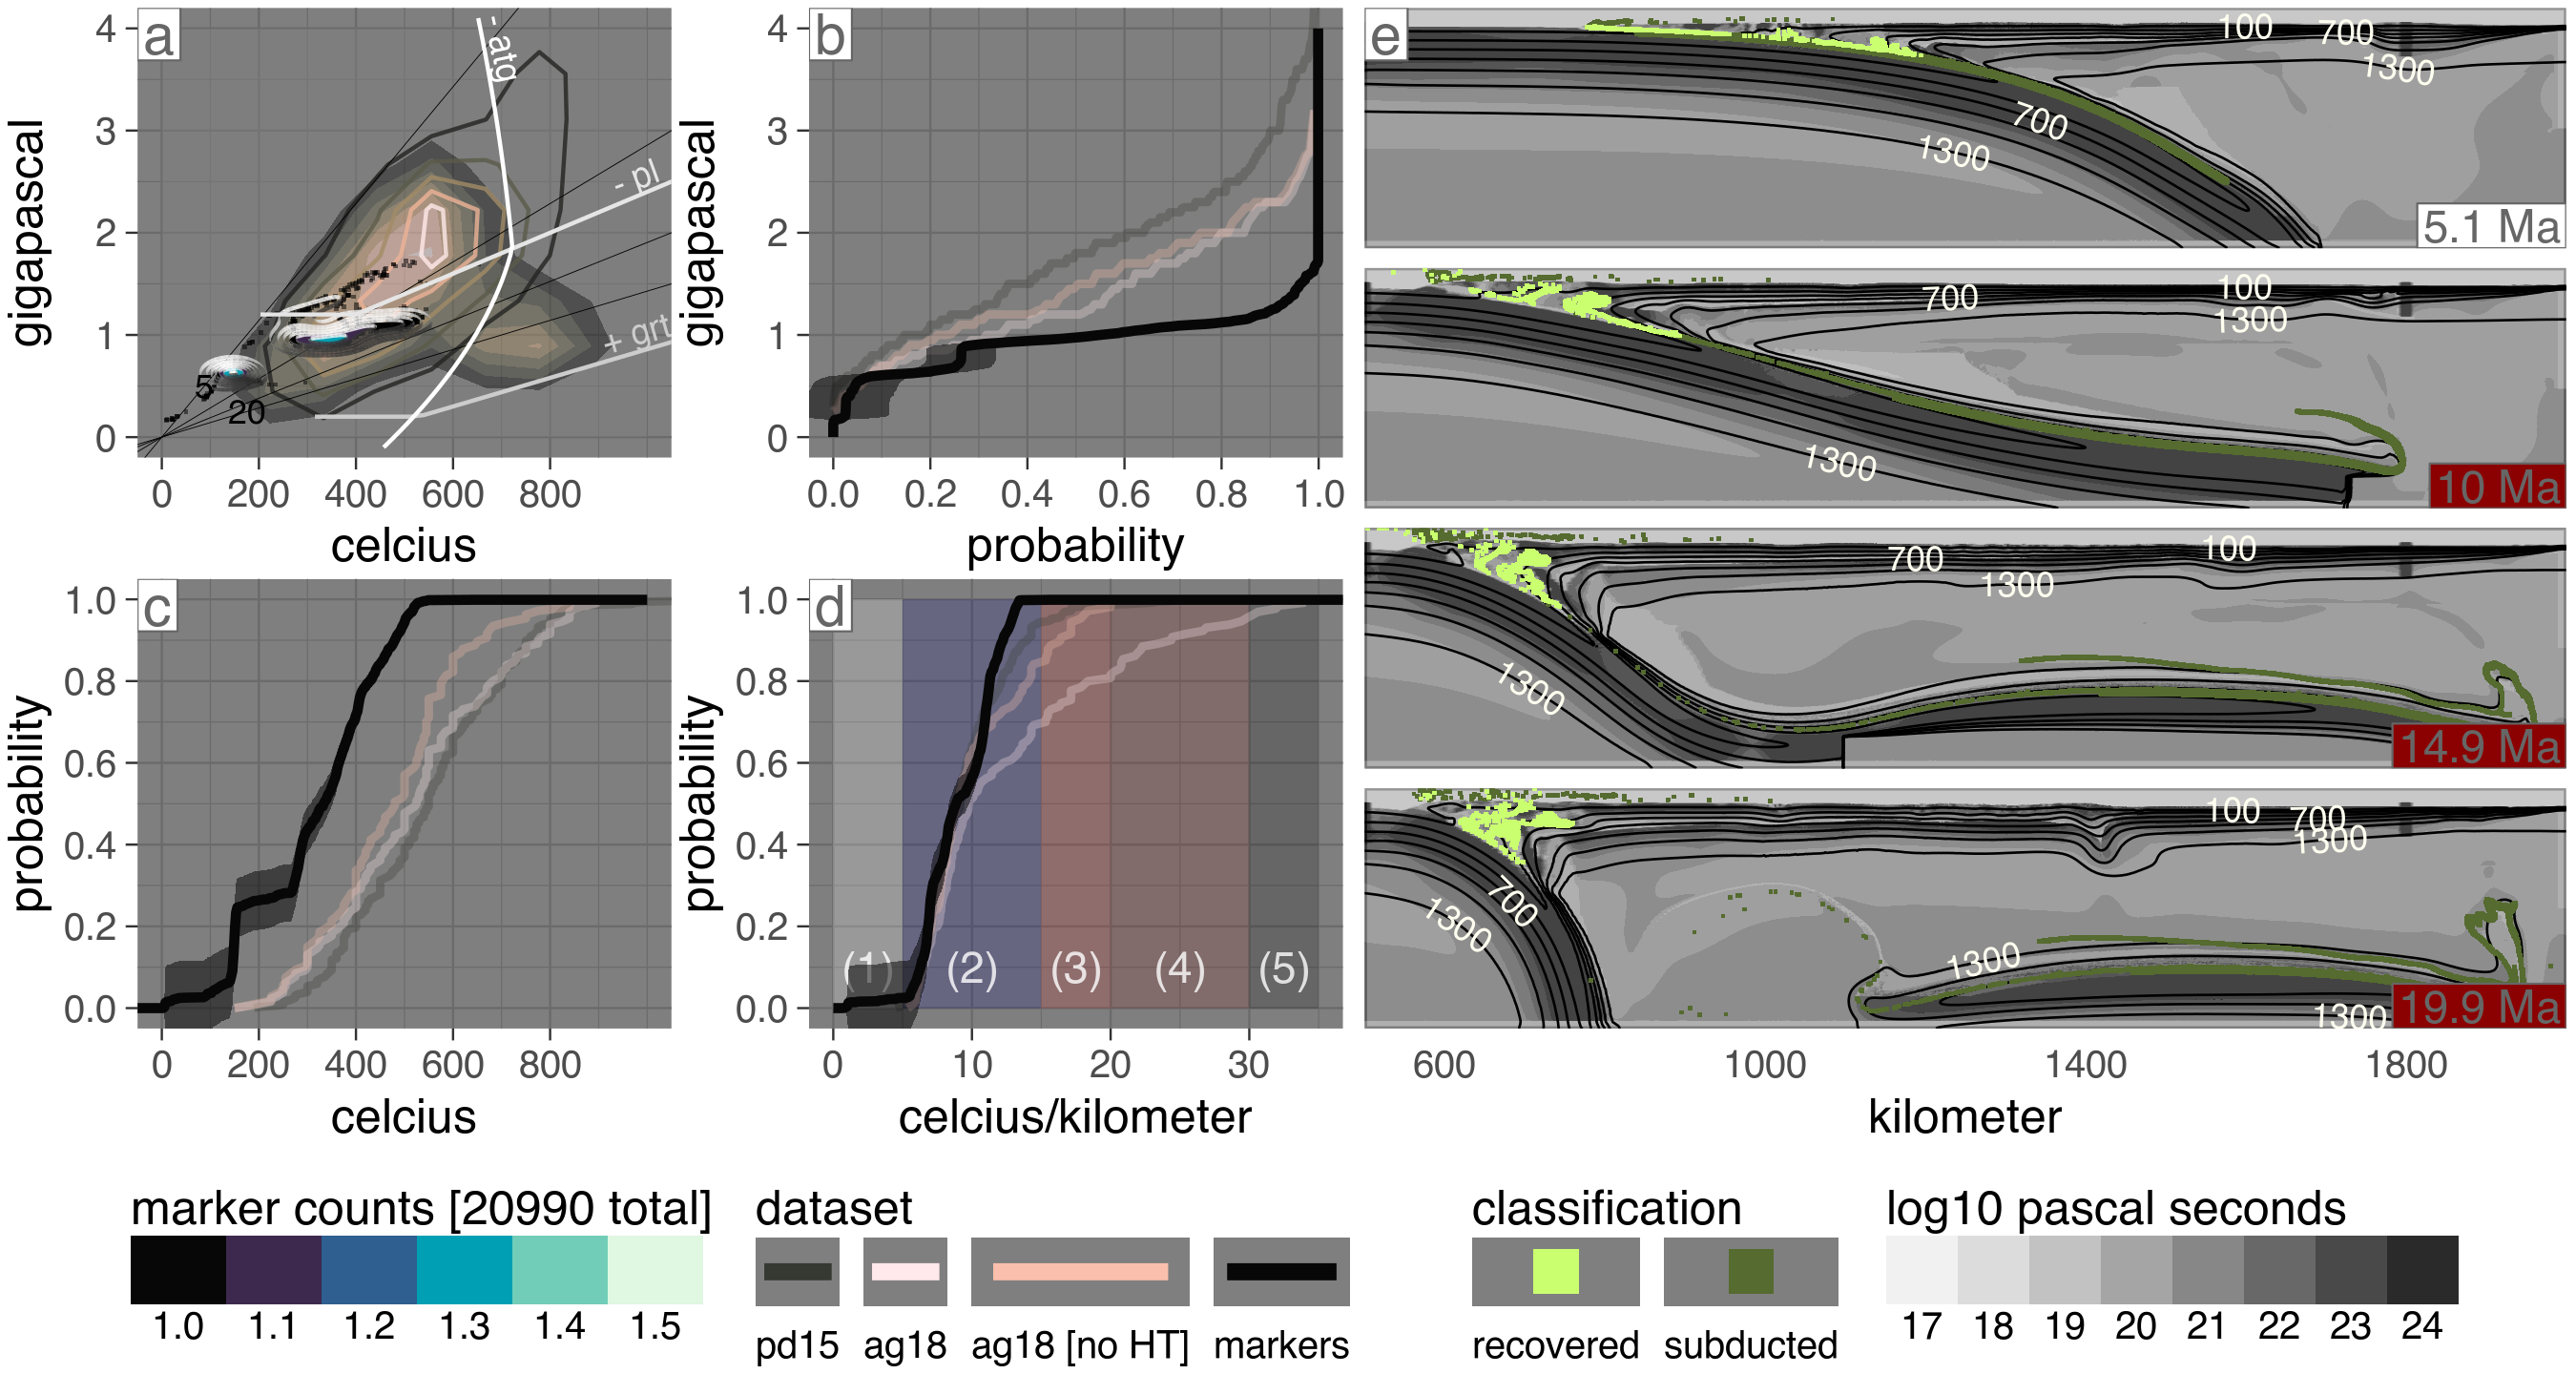 a
4
3
2
1
0
gigapascal
- atg
- pl
+ grt
5
20
0
200
400
600
800
celcius
b
4
3
2
1
0
gigapascal
0.0
0.2
0.4
0.6
0.8
1.0
probability
c
1.0
0.8
0.6
0.4
0.2
0.0
probability
0
200
400
600
800
celcius
d
1.0
0.8
0.6
0.4
0.2
0.0
probability
(1)
(2)
(3)
(4)
(5)
0
10
20
30
celcius/kilometer
e
100
700
1300
700
1300
5.1 Ma
100
700
1300
1300
10 Ma
100
700
1300
1300
14.9 Ma
100
700
1300
700
1300
1300
1300
19.9 Ma
600
1000
1400
1800
kilometer
marker counts [20990 total]
1.0
1.1
1.2
1.3
1.4
1.5
dataset
pd15
ag18
ag18 [no HT]
markers
classification
recovered
subducted
log10 pascal seconds
17
18
19
20
21
22
23
24